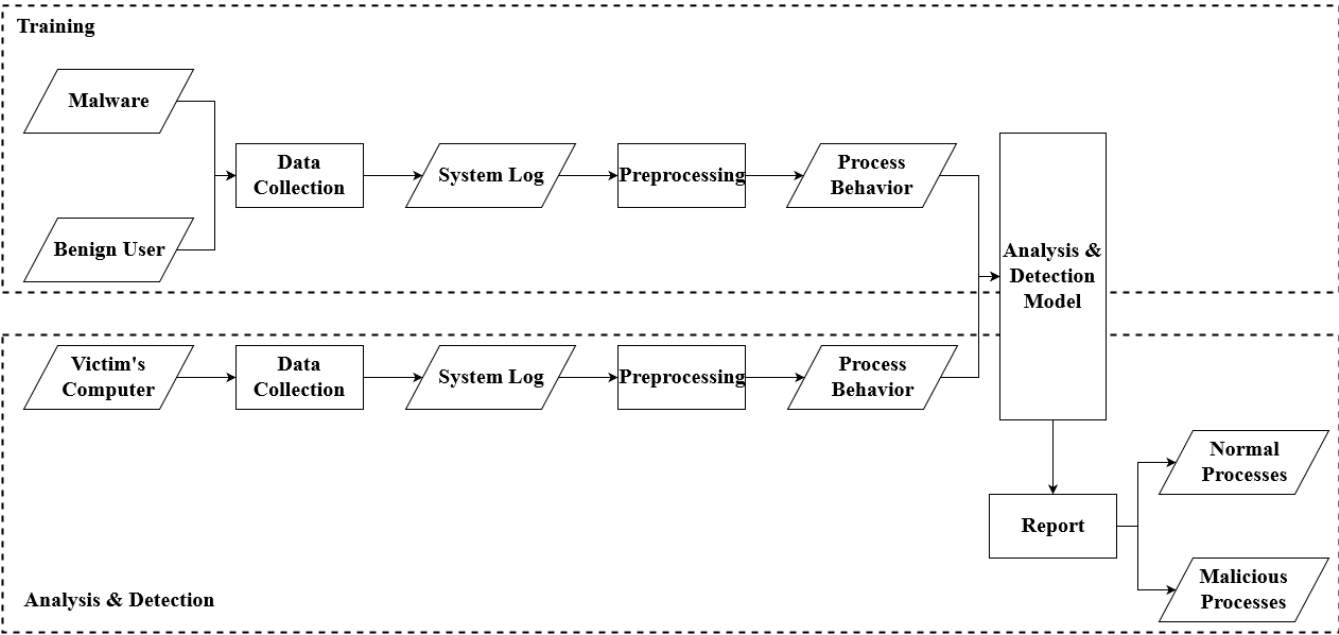 Training
Malware
Benign User
Data
Collection
System Log
Preprocessing
Process
Behavior
Analysis &
Detection
Model
Victim's
Computer
Data
Collection
System Log
Preprocessing
Process
Behavior
Report
Normal
Processes
Malicious
Processes
Analysis & Detection